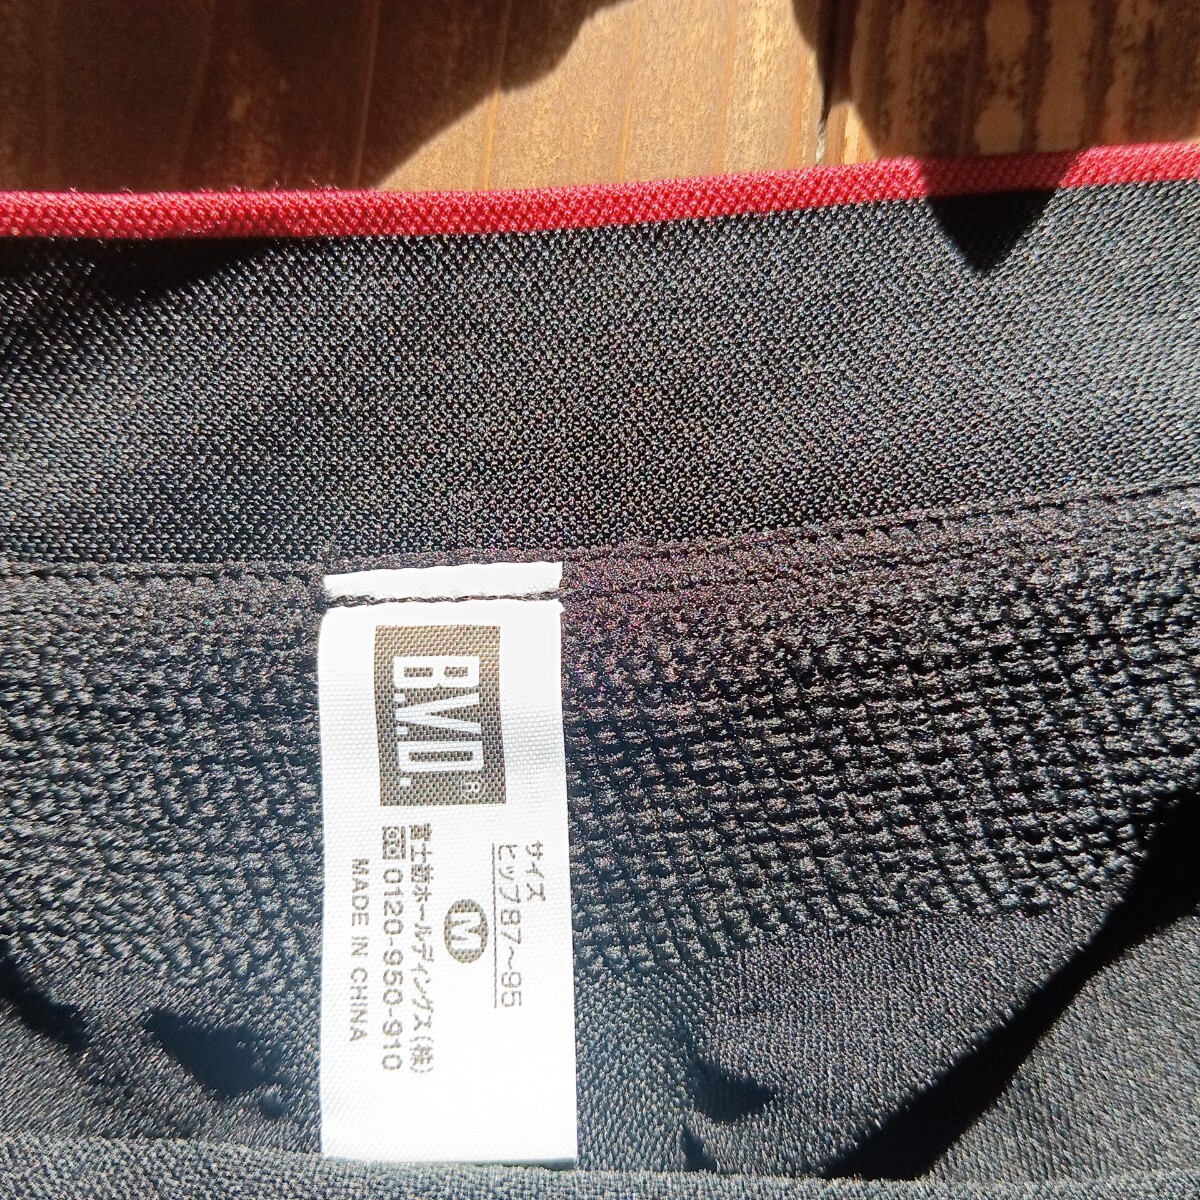 B.V.D.®
サイズ
ヒップ87〜95
M
富士紡ホールディングス(株)
0120-950-910
MADE IN CHINA